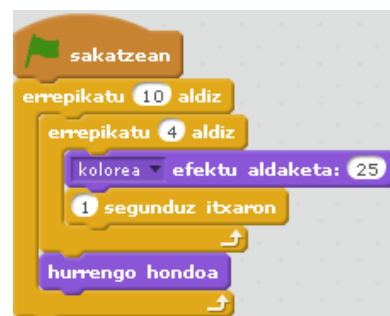 sakatzean
errepikatu 10 aldiz
errepikatu 4 aldiz
kolorea efektu aldaketa: 25
1 segunduz itxaron
hurrengo hondoa